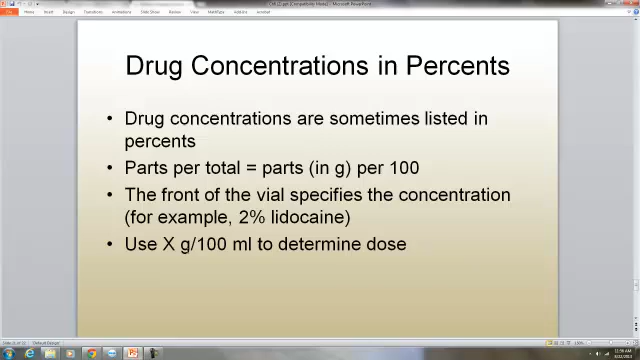 Drug Concentrations in Percents
• Drug concentrations are sometimes listed in
percents
• Parts per total = parts (in g) per 100
• The front of the vial specifies the concentration
(for example, 2% lidocaine)
• Use X g/100 ml to determine dose